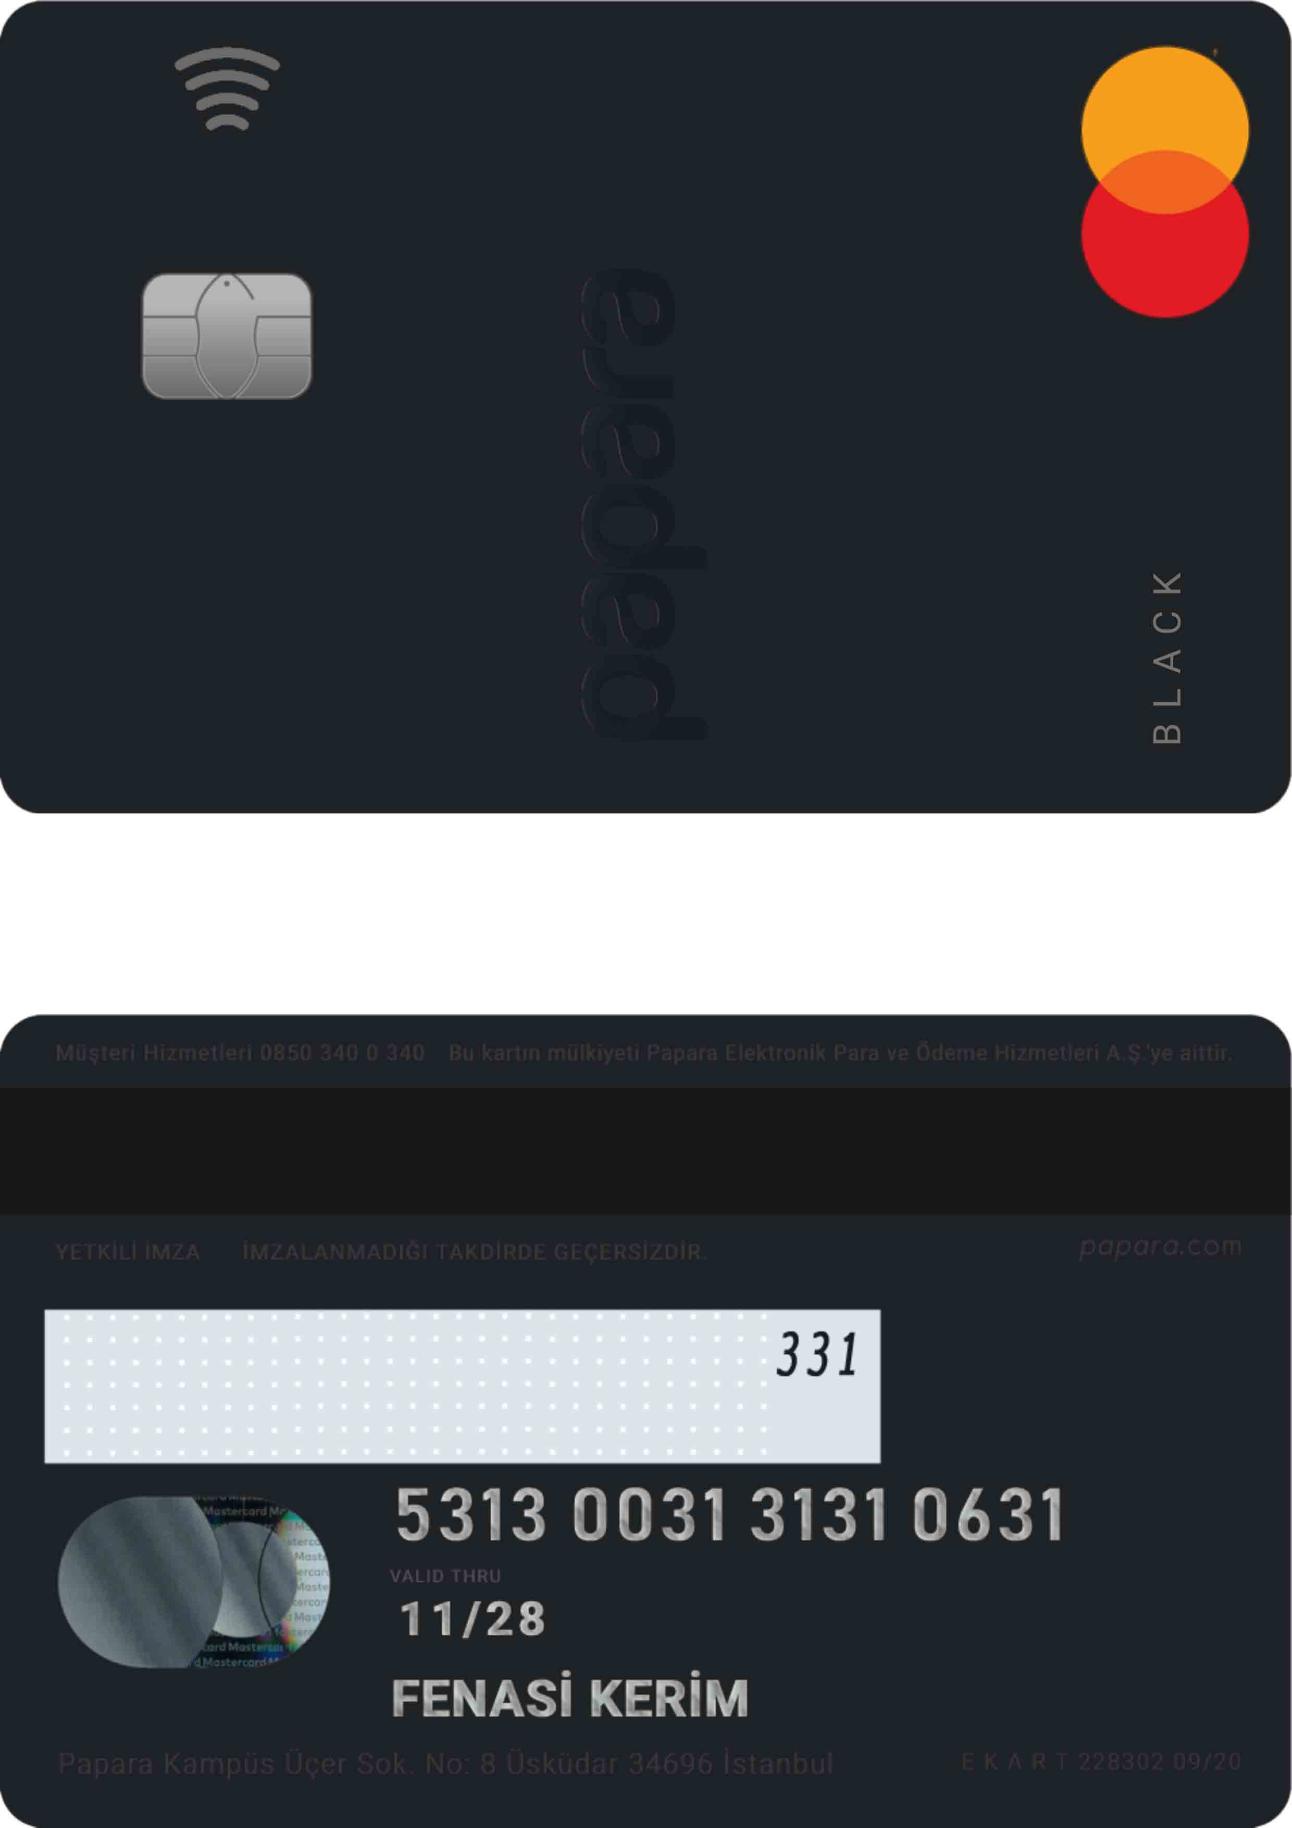 papara
BLACK
Müşteri Hizmetleri 0850 340 0 340 Bu kartın mülkiyeti Papara Elektronik Para ve Ödeme Hizmetleri A.Ş.'ye aittir.
YETKİLİ İMZA İMZALANMADIĞI TAKDİRDE GEÇERSİZDİR.
papara.com
331
5313 0031 3131 0631
VALID THRU
11/28
FENASİ KERİM
Papara Kampüs Üçer Sok. No: 8 Üsküdar 34696 İstanbul
E K A R T 228302 09/20